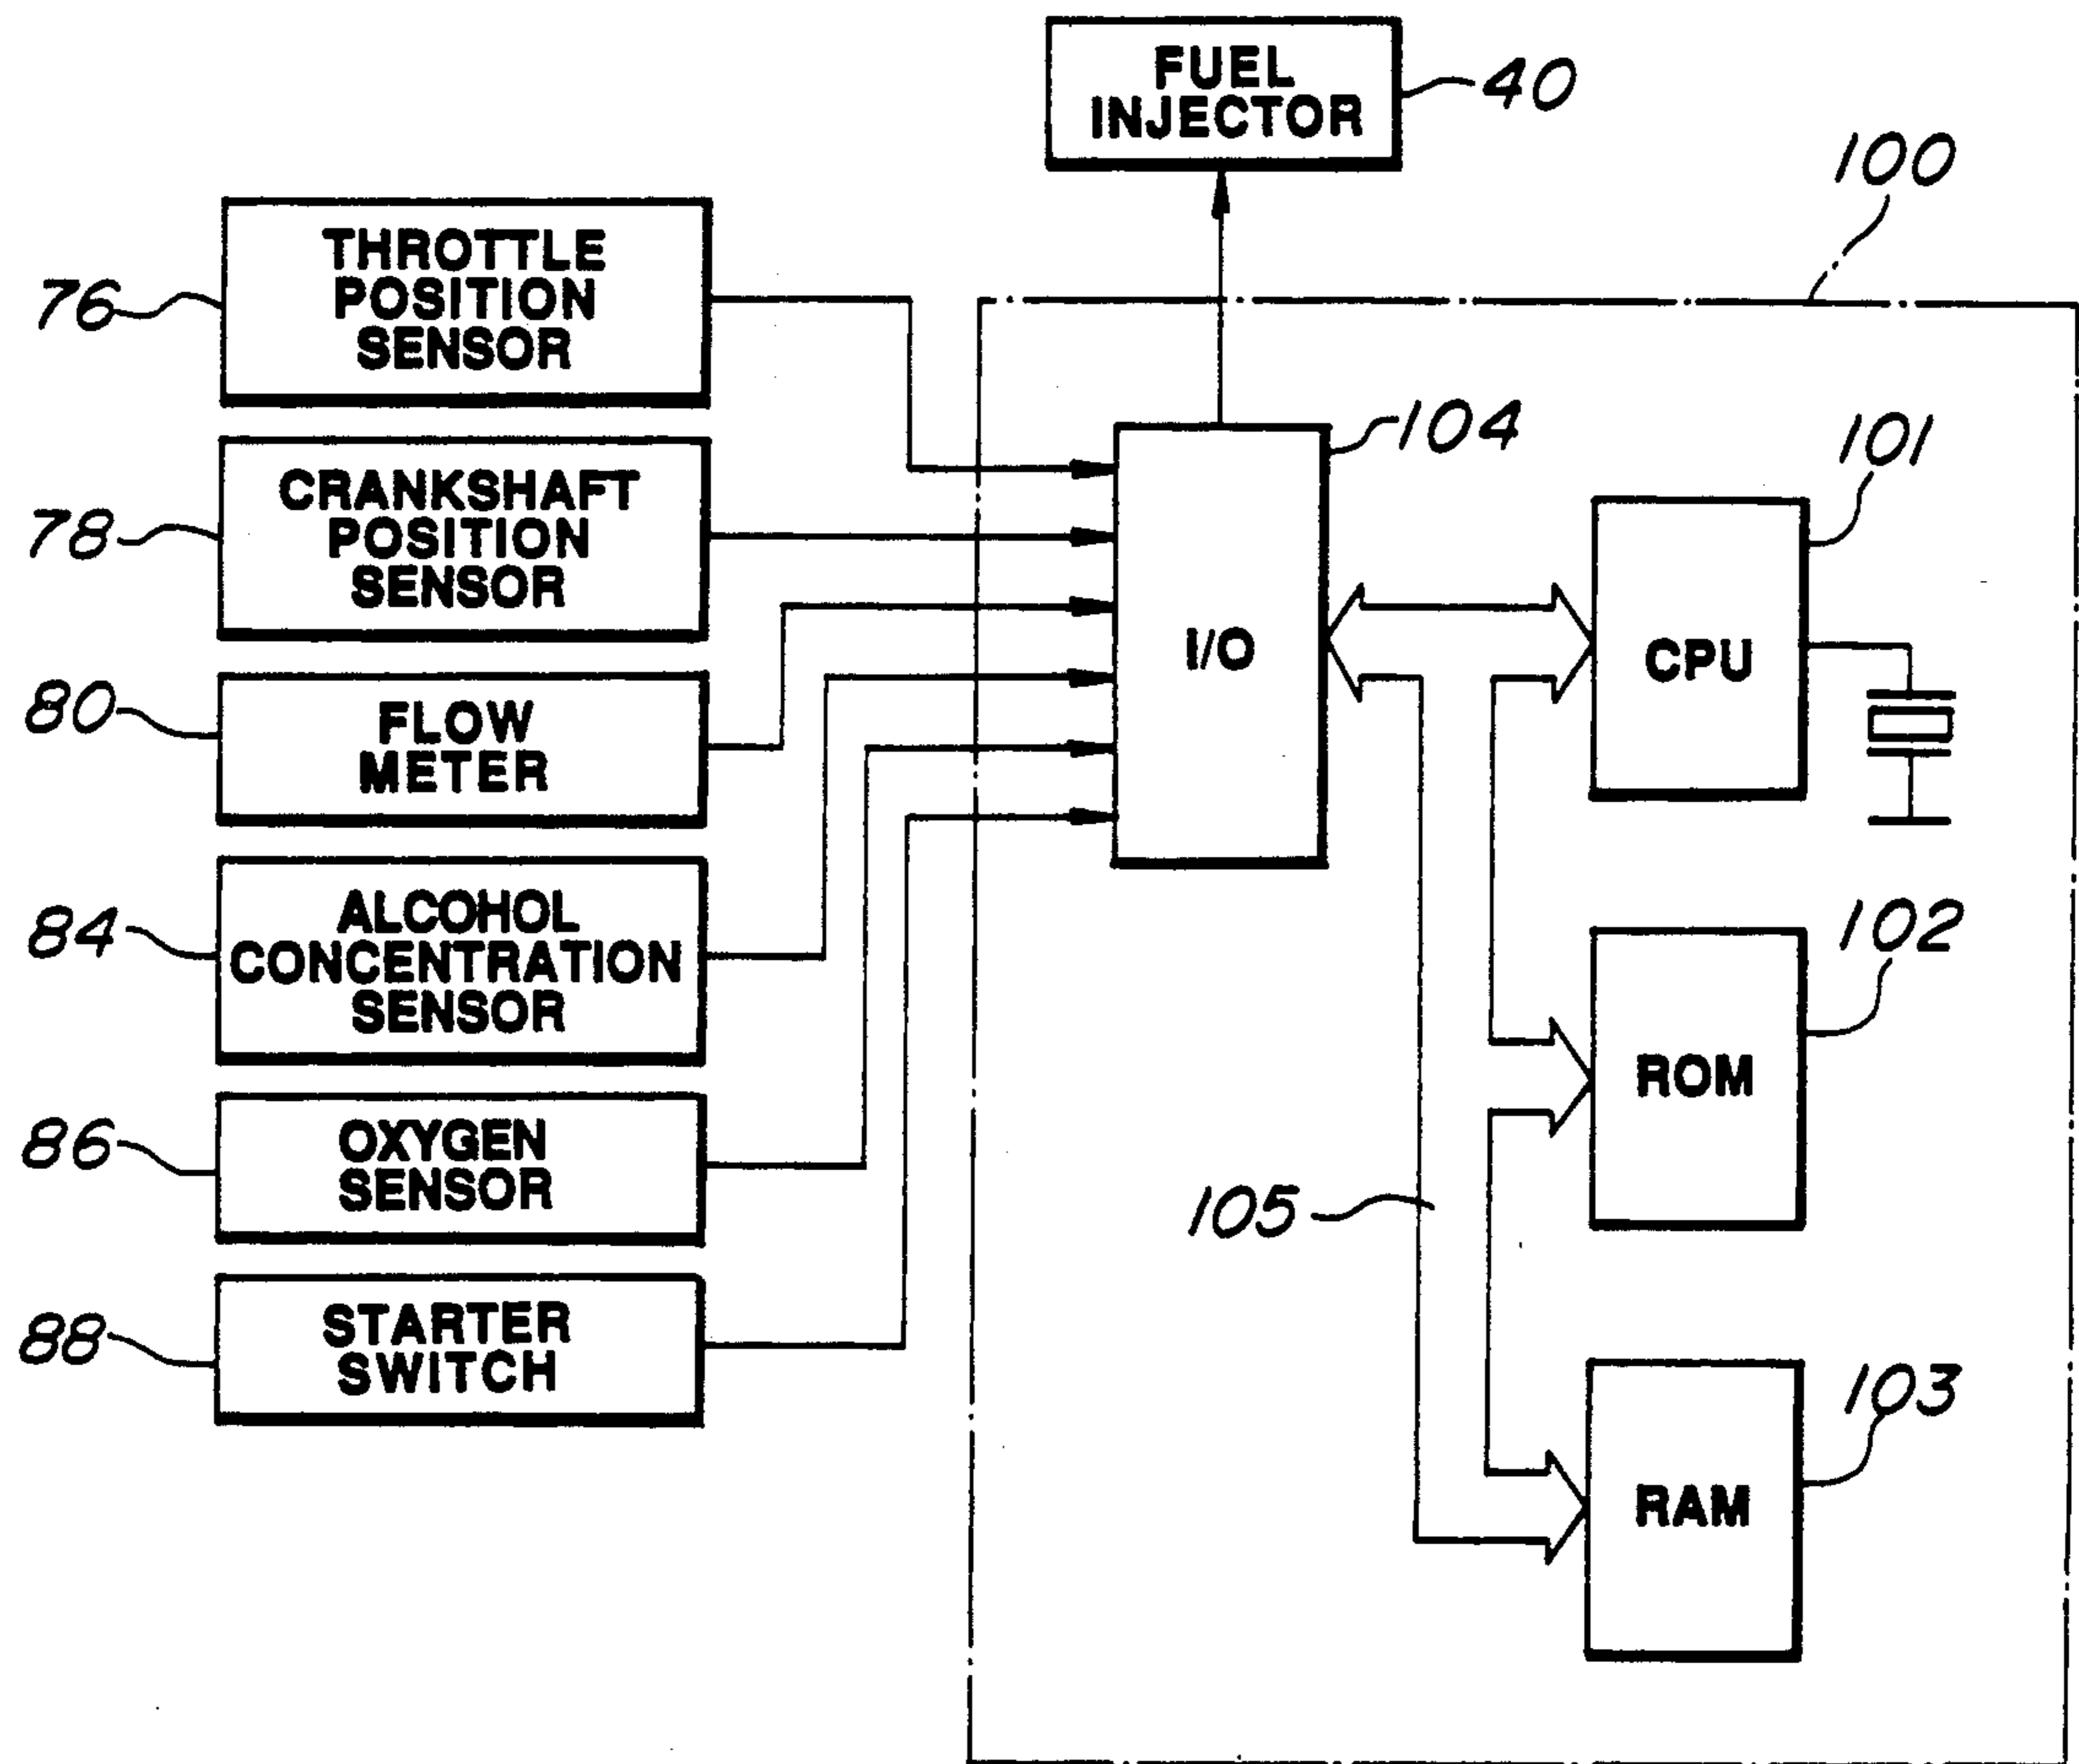 FUEL
INJECTOR
40
100
THROTTLE
POSITION
SENSOR
76
104
101
CRANKSHAFT
POSITION
SENSOR
78
I/O
CPU
FLOW
METER
80
ALCOHOL
CONCENTRATION
SENSOR
84
102
ROM
OXYGEN
SENSOR
86
105
STARTER
SWITCH
88
103
RAM